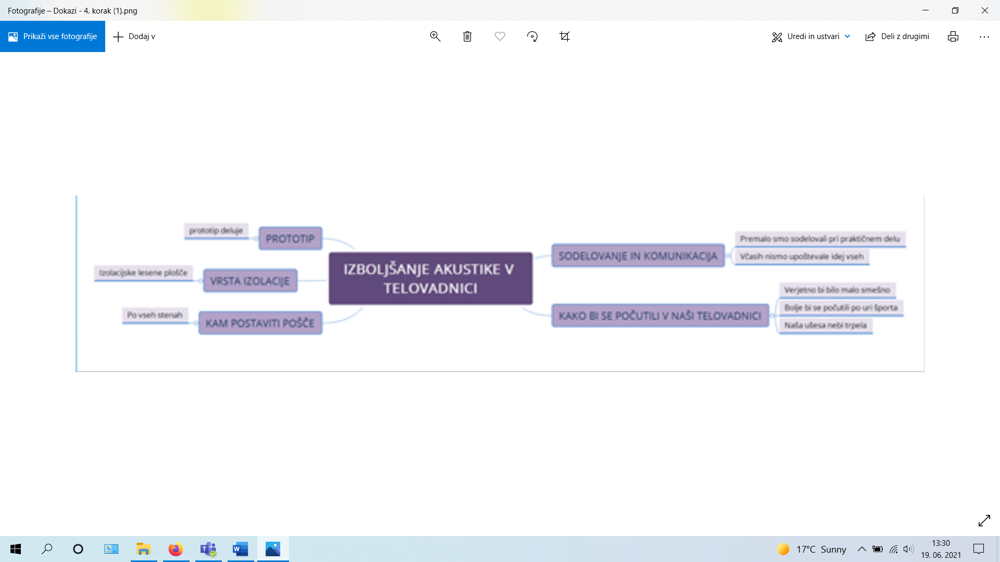 Fotografije – Dokazi - 4. korak (1).png
Prikaži vse fotografije
Dodaj v
Uredi in ustvari
Deli z drugimi
prototip deluje
PROTOTIP
Izolacijske lesene plošče
VRSTA IZOLACIJE
Po vseh stenah
KAM POSTAVITI POŠČE
IZBOLJŠANJE AKUSTIKE V
TELOVADNICI
SODELOVANJE IN KOMUNIKACIJA
Premalo smo sodelovali pri praktičnem delu
Včasih nismo upoštevale idej vseh
KAKO BI SE POČUTILI V NAŠI TELOVADNICI
Verjetno bi bilo malo smešno
Bolje bi se počutili po uri športa
Naša ušesa nebi trpela
17°C Sunny
13:30
19. 06. 2021